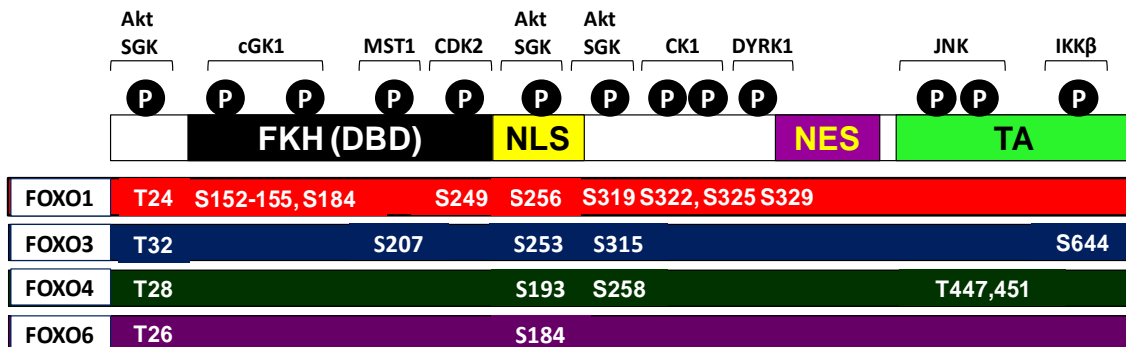 Akt Akt Akt
SGK cGK1 MST1 CDK2 SGK SGK CK1 DYRK1 JNK IKKβ
P P P P P P P P P P P P
FKH (DBD) NLS NES TA
FOXO1 T24 S152-155, S184 S249 S256 S319 S322, S325 S329
FOXO3 T32 S207 S253 S315 S644
FOXO4 T28 S193 S258 T447,451
FOXO6 T26 S184